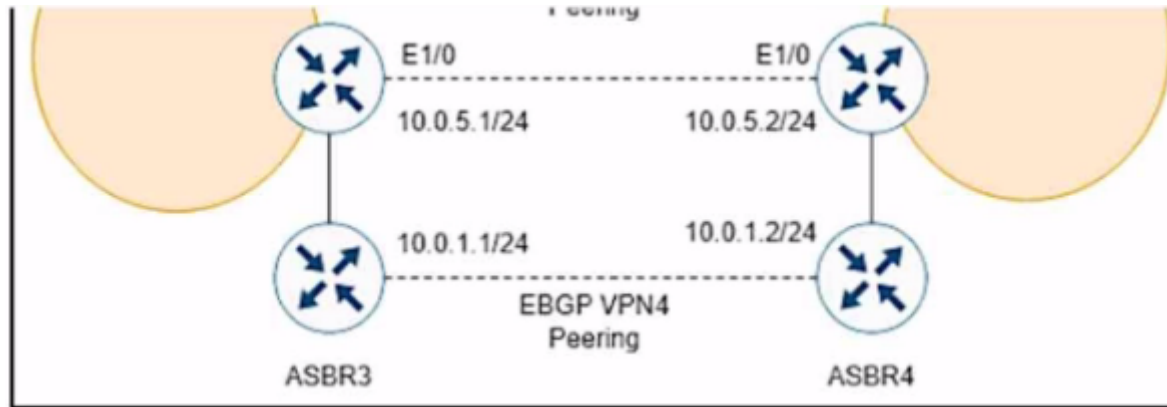 Peering
E1/0 E1/0
10.0.5.1/24 10.0.5.2/24
10.0.1.1/24 10.0.1.2/24
EBGP VPN4
Peering
ASBR3 ASBR4